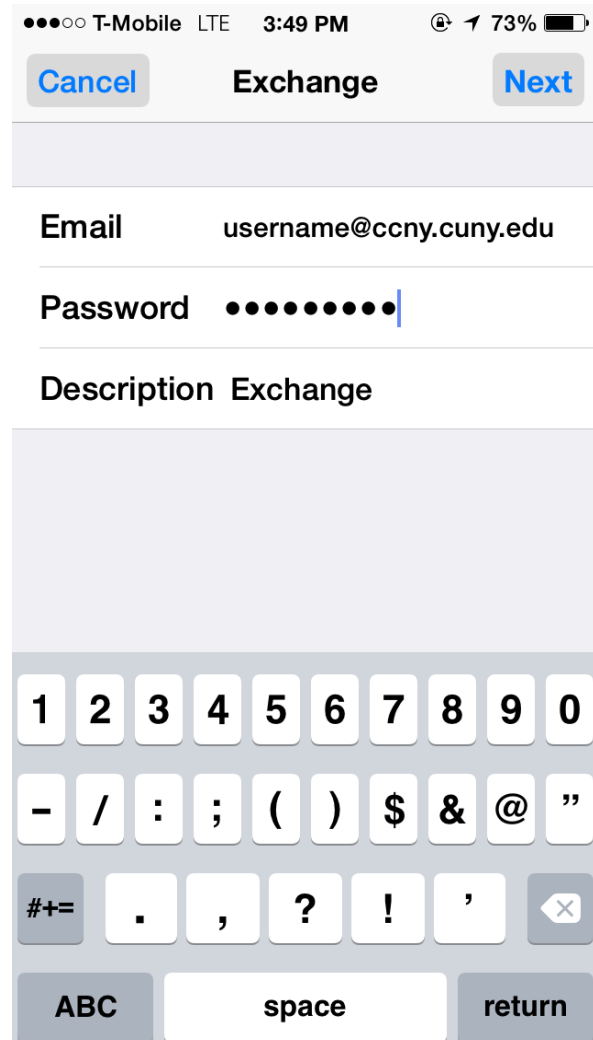 T-Mobile LTE 3:49 PM 73%
Cancel Exchange Next
Email username@ccny.cuny.edu
Password •••••••••
Description Exchange
1 2 3 4 5 6 7 8 9 0
- / : ; ( ) $ & @ ”
#+= . , ? ! ’
ABC space return